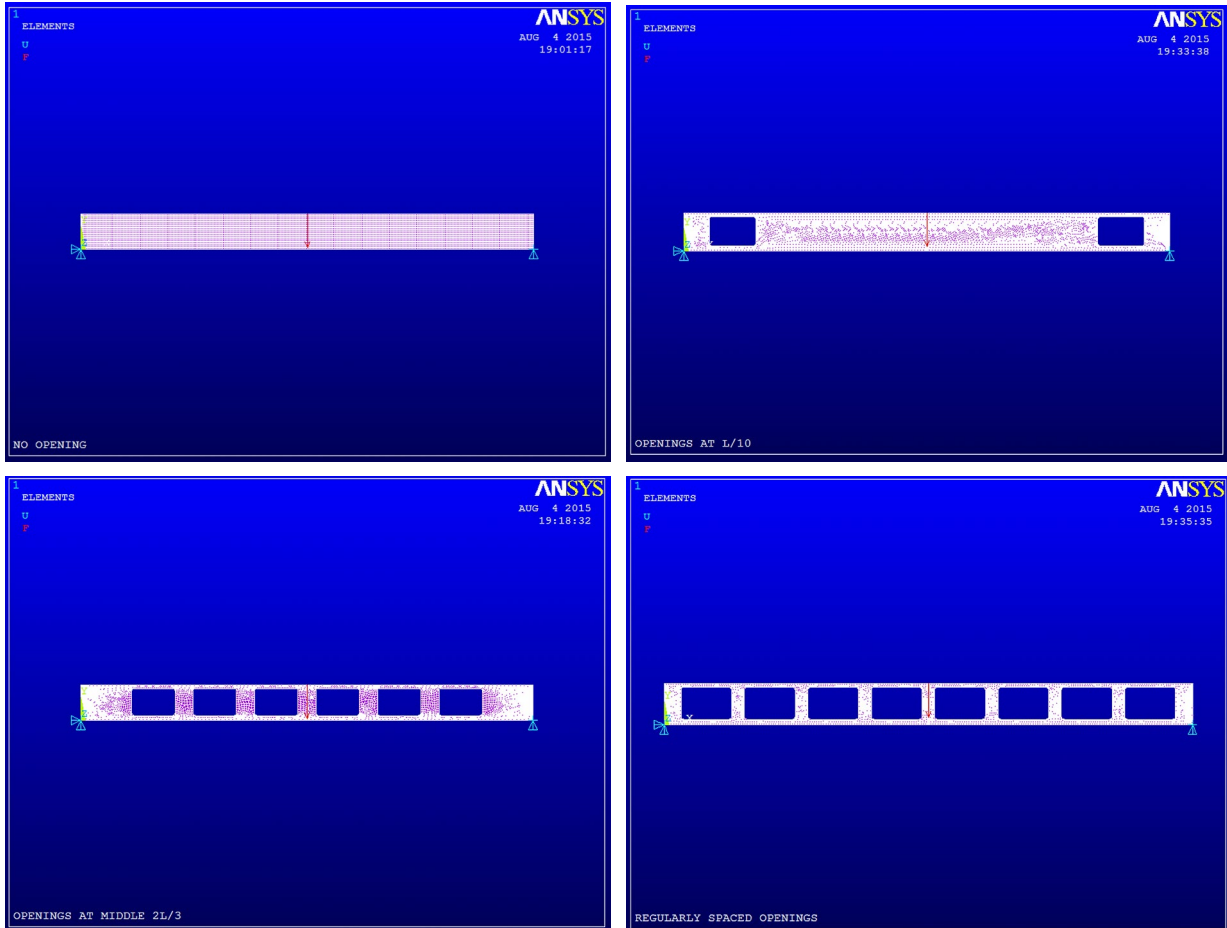 1
ANSYS
ELEMENTS
AUG 4 2015
19:01:17
U
F
Y
Z
NO OPENING
1
ANSYS
ELEMENTS
AUG 4 2015
19:33:38
U
F
Z
OPENINGS AT L/10
1
ANSYS
ELEMENTS
AUG 4 2015
19:18:32
U
F
Y
Z
OPENINGS AT MIDDLE 2L/3
1
ANSYS
ELEMENTS
AUG 4 2015
19:35:35
U
F
X
REGULARLY SPACED OPENINGS